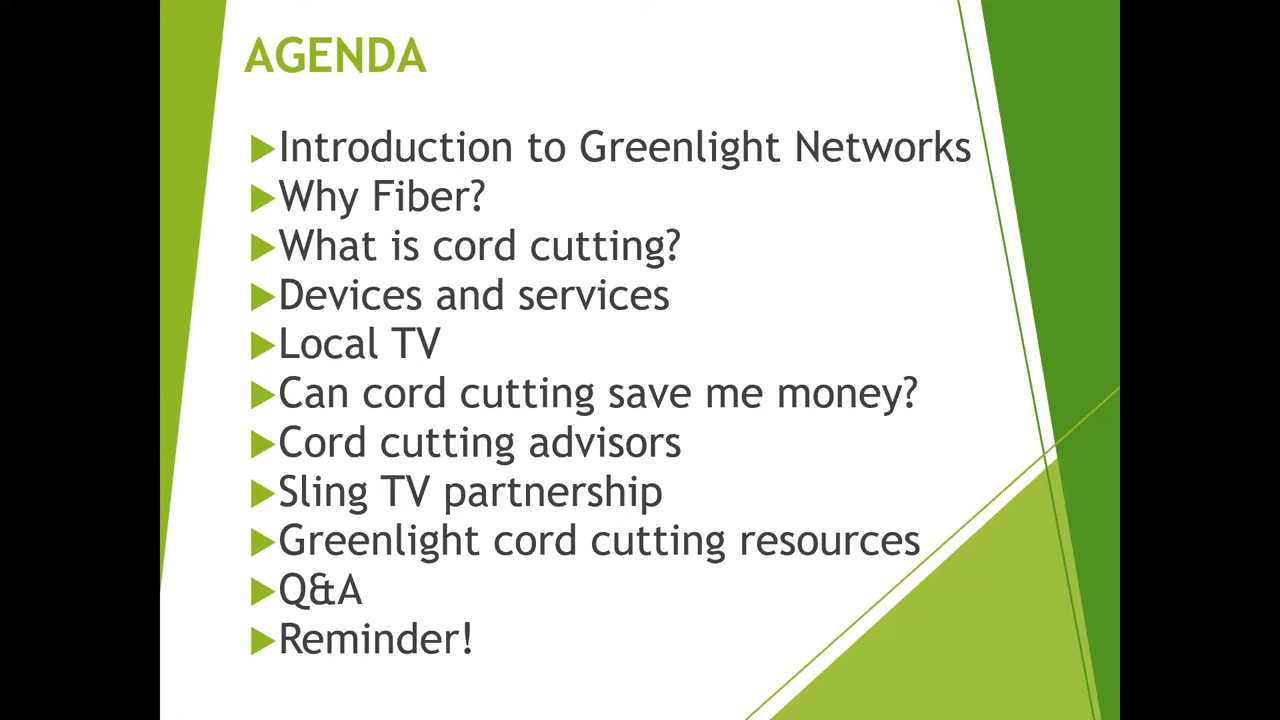 AGENDA
Introduction to Greenlight Networks
Why Fiber?
What is cord cutting?
Devices and services
Local TV
Can cord cutting save me money?
Cord cutting advisors
Sling TV partnership
Greenlight cord cutting resources
Q&A
Reminder!